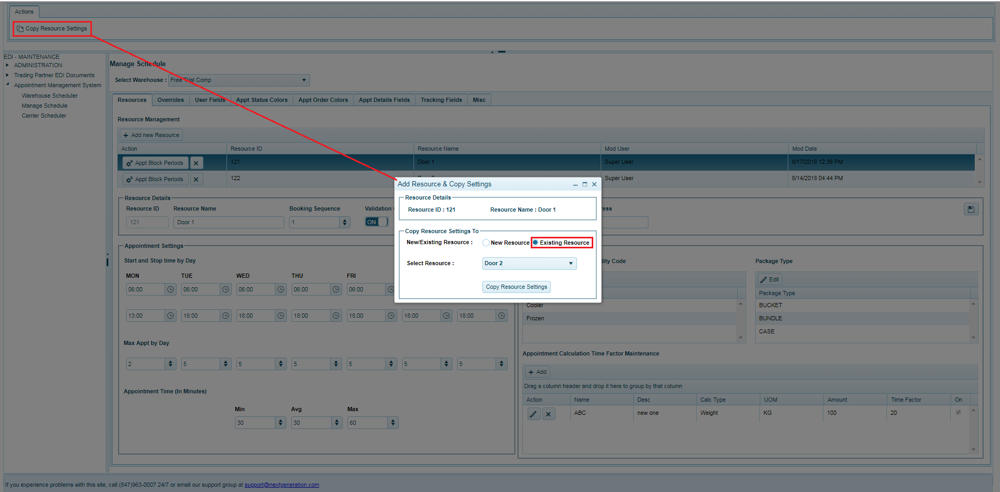 Actions
Copy Resource Settings
EDI - MAINTENANCE
ADMINISTRATION
Trading Partner EDI Documents
Appointment Management System
Warehouse Scheduler
Manage Schedule
Carrier Scheduler
Manage Schedule
Select Warehouse : Free Trial Comp
Resources Overrides User Fields Appt Status Colors Appt Order Colors Appt Details Fields Tracking Fields Misc
Resource Management
+ Add new Resource
Action Resource ID Resource Name Mod User Mod Date
Appt Block Periods 121 Door 1 Super User 8/17/2018 12:36 PM
Appt Block Periods 122 Super User 8/14/2018 04:44 PM
Add Resource & Copy Settings
Resource Details
Resource ID : 121 Resource Name : Door 1
Copy Resource Settings To
New/Existing Resource : New Resource Existing Resource
Select Resource : Door 2
Copy Resource Settings
Resource Details
Resource ID Resource Name Booking Sequence Validation ess
121 Door 1 1 ON
Appointment Settings
Start and Stop time by Day
MON TUE WED THU FRI
06:00 06:00 06:00 06:00 06:00
13:00 18:00 18:00 18:00 18:00 18:00 18:00
Max Appt by Day
2 5 5 5 5 5 5
Appointment Time (In Minutes)
Min Avg Max
30 30 60
dity Code
Cooler
Frozen
Package Type
Edit
Package Type
BUCKET
BUNDLE
CASE
Appointment Calculation Time Factor Maintenance
+ Add
Drag a column header and drop it here to group by that column
Action Name Desc Calc Type UOM Amount Time Factor On
ABC new one Weight KG 100 20
If you experience problems with this site, call (847)963-0007 24/7 or email our support group at support@nextgeneration.com